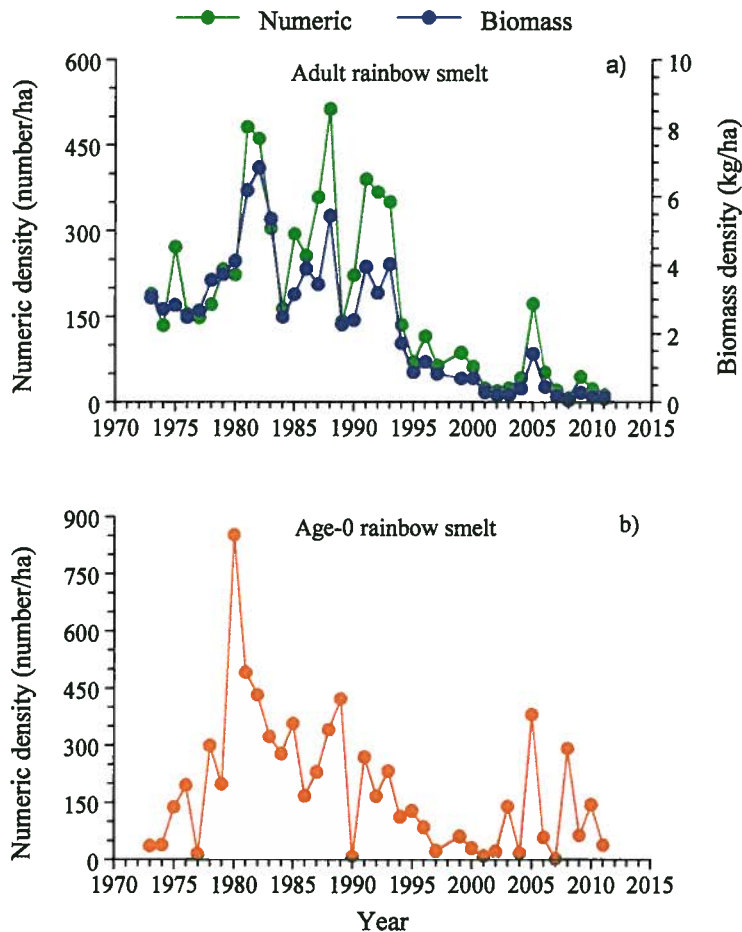 Numeric Biomass
Adult rainbow smelt a)
Numeric density (number/ha)
600
450
300
150
0
Biomass density (kg/ha)
10
8
6
4
2
0
1970 1975 1980 1985 1990 1995 2000 2005 2010 2015
Age-0 rainbow smelt b)
Numeric density (number/ha)
900
750
600
450
300
150
0
1970 1975 1980 1985 1990 1995 2000 2005 2010 2015
Year